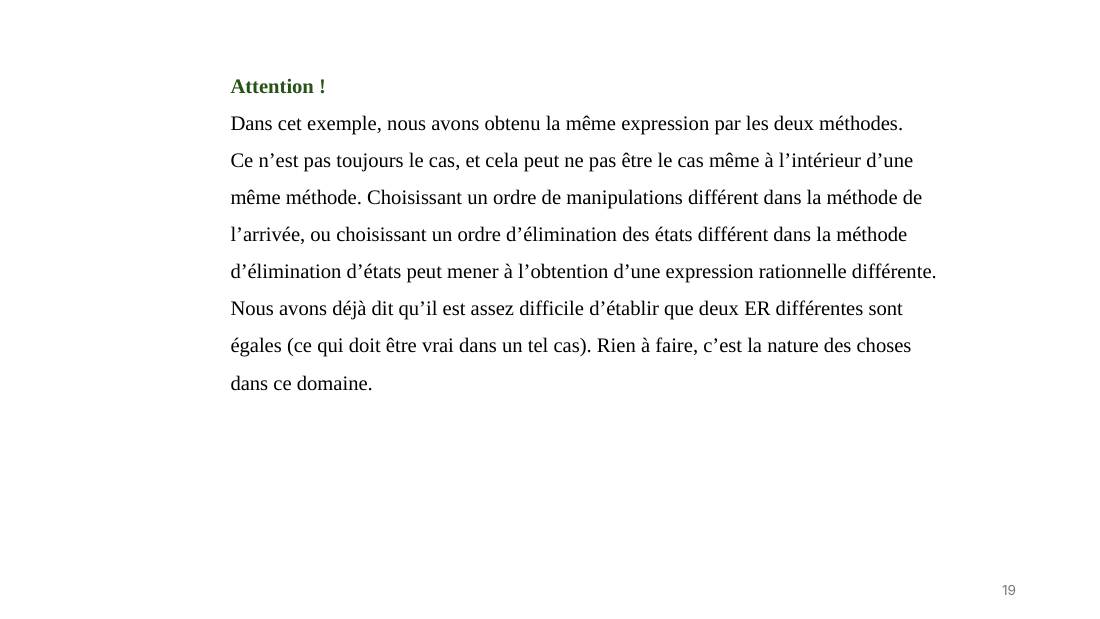 Attention !
Dans cet exemple, nous avons obtenu la même expression par les deux méthodes.
Ce n’est pas toujours le cas, et cela peut ne pas être le cas même à l’intérieur d’une
même méthode. Choisissant un ordre de manipulations différent dans la méthode de
l’arrivée, ou choisissant un ordre d’élimination des états différent dans la méthode
d’élimination d’états peut mener à l’obtention d’une expression rationnelle différente.
Nous avons déjà dit qu’il est assez difficile d’établir que deux ER différentes sont
égales (ce qui doit être vrai dans un tel cas). Rien à faire, c’est la nature des choses
dans ce domaine.
19